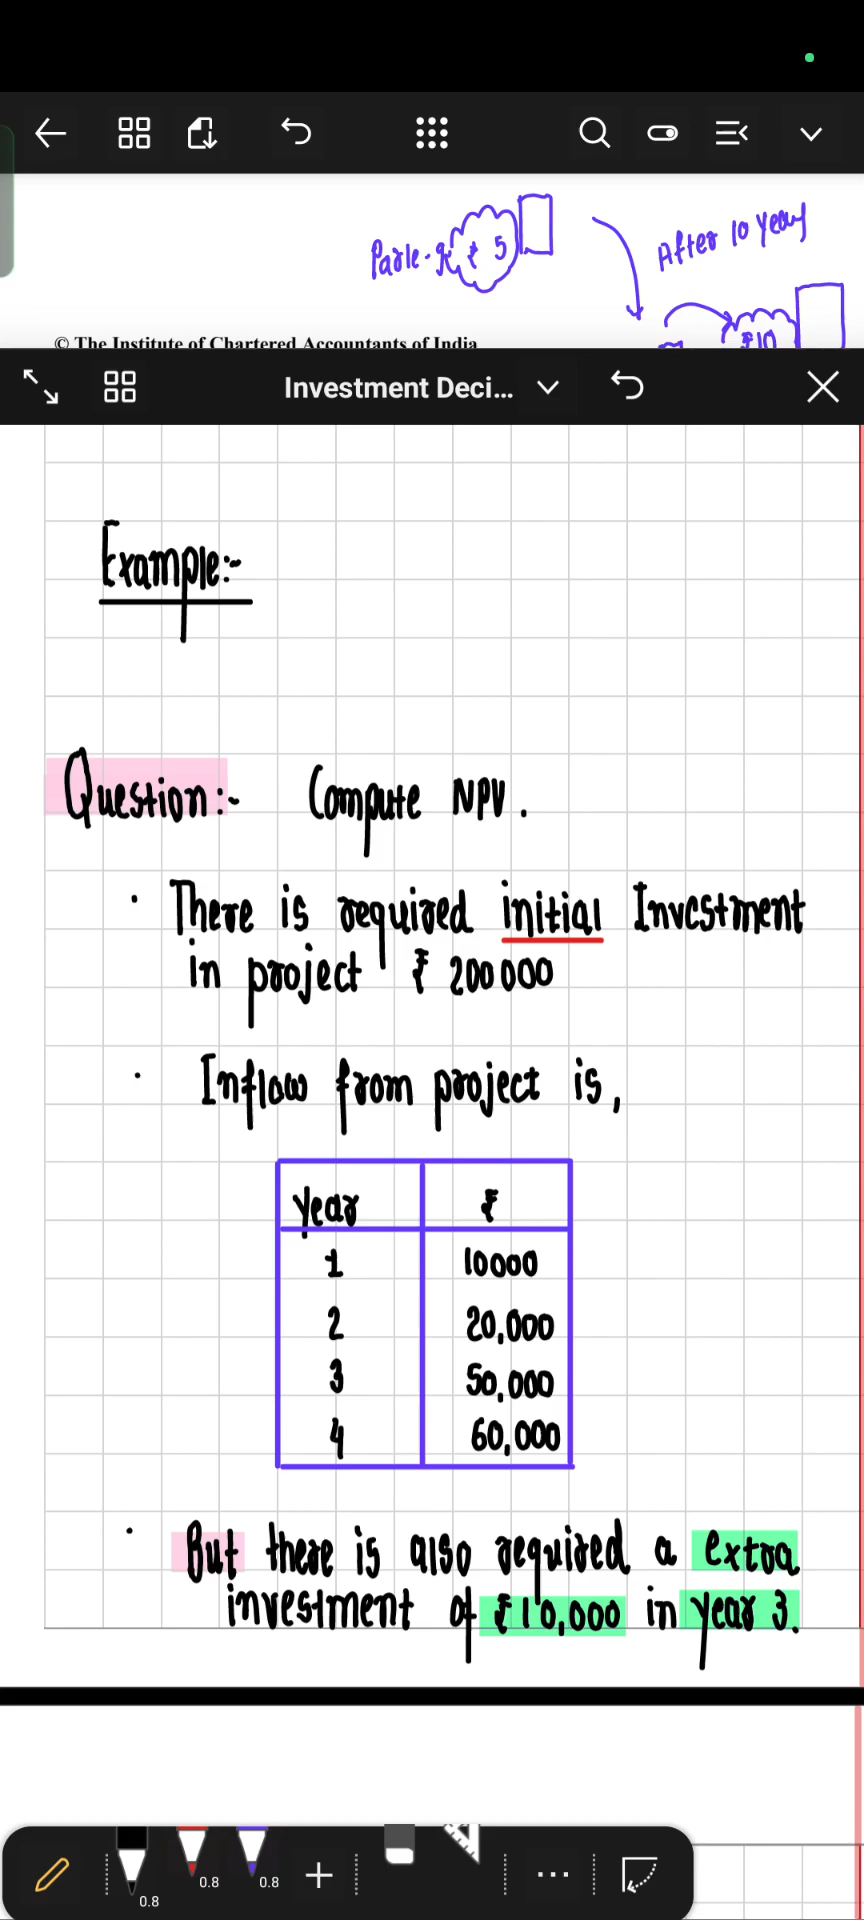 Parle-g ₹ 5
After 10 years
₹10
© The Institute of Chartered Accountants of India
Investment Deci...
Example:-
Question:- Compute NPV.
· There is required initial Investment
in project ₹ 200000
· Inflow from project is,
Year ₹
1 10000
2 20,000
3 50,000
4 60,000
· But there is also required a extra
investment of ₹10,000 in year 3.
0.8 0.8 0.8